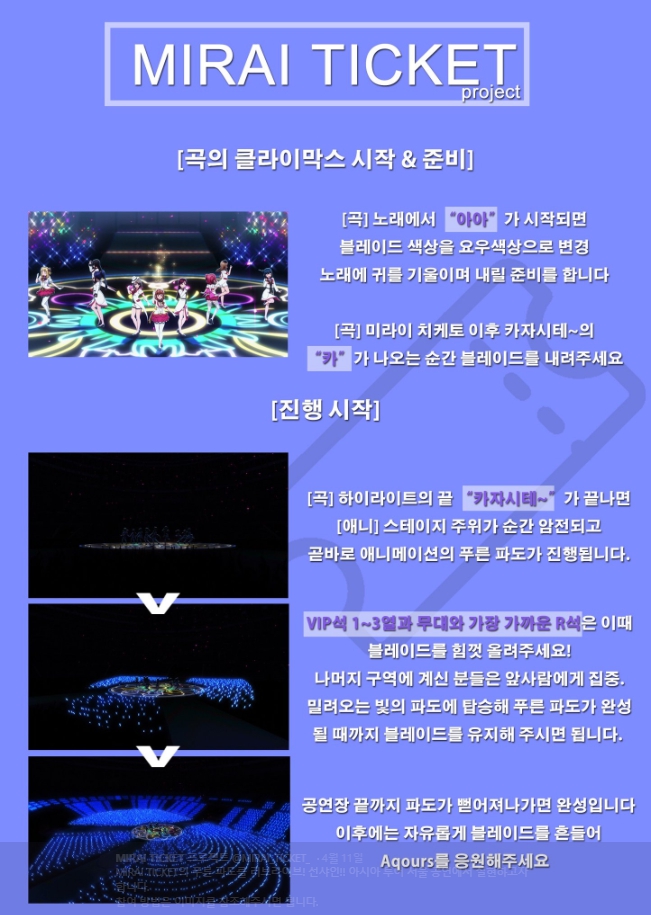 MIRAI TICKET
project
[곡의 클라이막스 시작 & 준비]
[곡] 노래에서 “아아” 가 시작되면
블레이드 색상을 요우색상으로 변경
노래에 귀를 기울이며 내릴 준비를 합니다
[곡] 미라이 치케토 이후 카자시테~의
“카” 가 나오는 순간 블레이드를 내려주세요
[진행 시작]
[곡] 하이라이트의 끝 “카자시테~” 가 끝나면
[애니] 스테이지 주위가 순간 암전되고
곧바로 애니메이션의 푸른 파도가 진행됩니다.
VIP석 1~3열과 무대와 가장 가까운 R석은 이때
블레이드를 힘껏 올려주세요!
나머지 구역에 계신 분들은 앞사람에게 집중.
밀려오는 빛의 파도에 탑승해 푸른 파도가 완성
될 때까지 블레이드를 유지해 주시면 됩니다.
공연장 끝까지 파도가 뻗어져나가면 완성입니다
이후에는 자유롭게 블레이드를 흔들어
Aqours를 응원해주세요
4월 11일